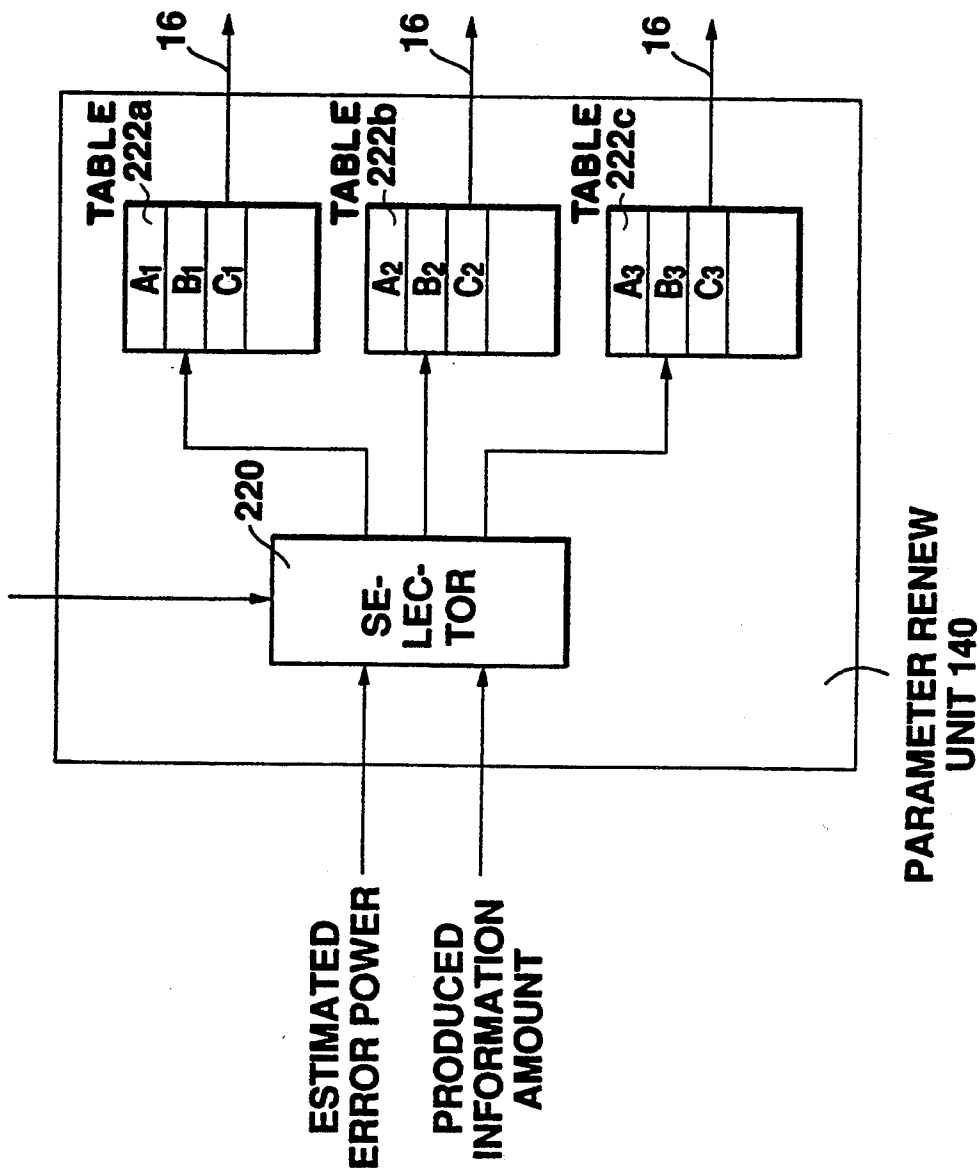 ESTIMATED
ERROR POWER
PRODUCED
INFORMATION
AMOUNT
SE-
LEC-
TOR
220
TABLE
222a
A1
B1
C1
16
TABLE
222b
A2
B2
C2
16
TABLE
222c
A3
B3
C3
16
PARAMETER RENEW
UNIT 140